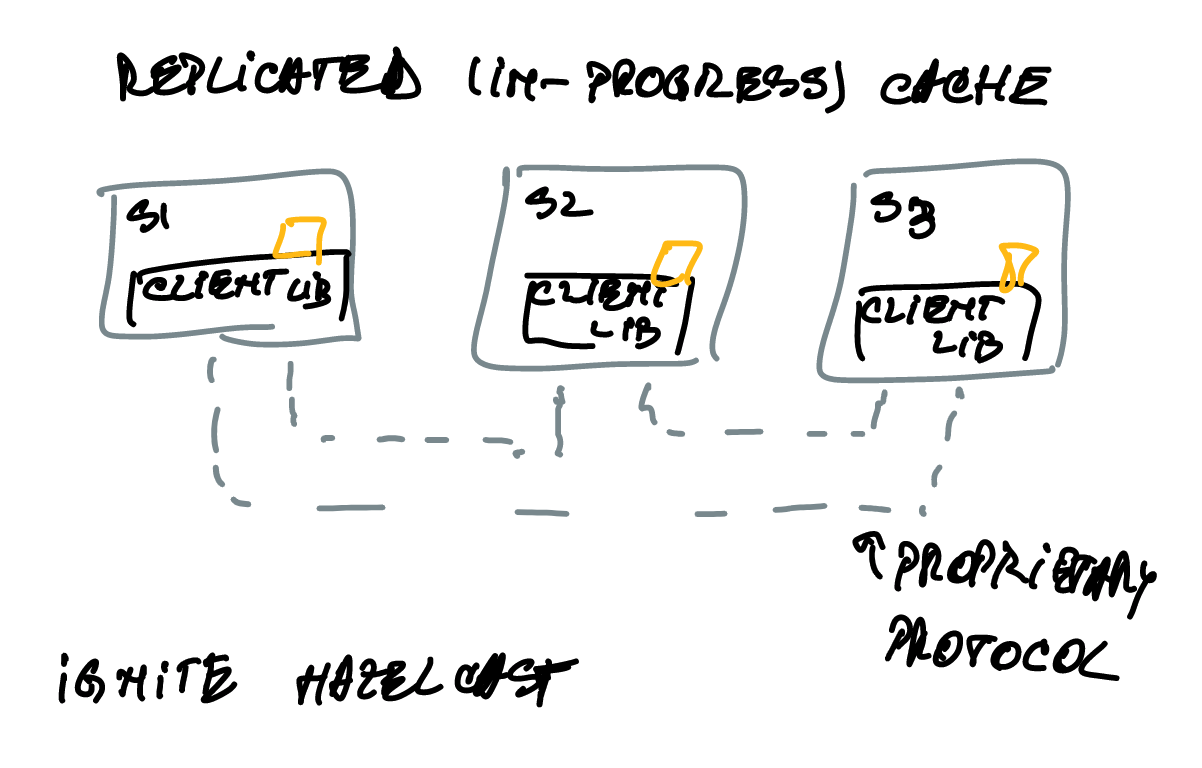 REPLICATED (IN-PROGRESS) CACHE
S1
CLIENT LIB
S2
CLIENT
LIB
S3
CLIENT
LIB
PROPRIETARY
PROTOCOL
iGNiTE HAZELCAST